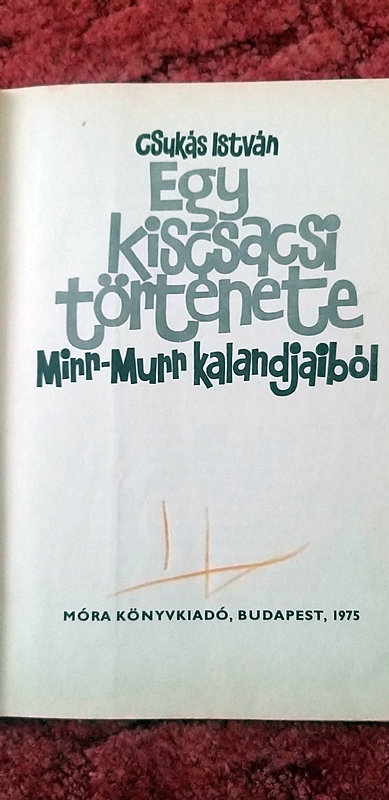 Csukás István
Egy
kiscsacsi
története
Mirr-Murr kalandjaiból
MÓRA KÖNYVKIADÓ, BUDAPEST, 1975